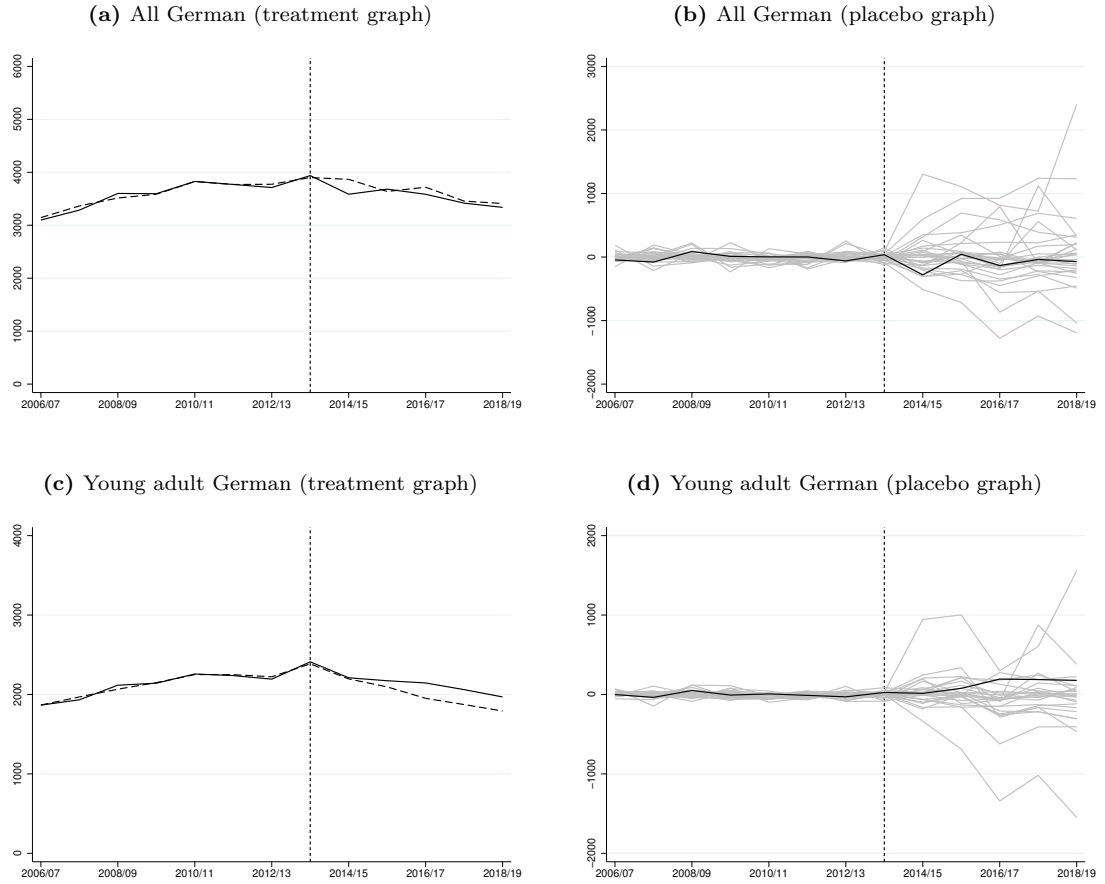 (a) All German (treatment graph)
6000
5000
4000
3000
2000
1000
0
2006/07 2008/09 2010/11 2012/13 2014/15 2016/17 2018/19
(b) All German (placebo graph)
3000
2000
1000
0
−1000
−2000
2006/07 2008/09 2010/11 2012/13 2014/15 2016/17 2018/19
(c) Young adult German (treatment graph)
4000
3000
2000
1000
0
2006/07 2008/09 2010/11 2012/13 2014/15 2016/17 2018/19
(d) Young adult German (placebo graph)
2000
1000
0
−1000
−2000
2006/07 2008/09 2010/11 2012/13 2014/15 2016/17 2018/19